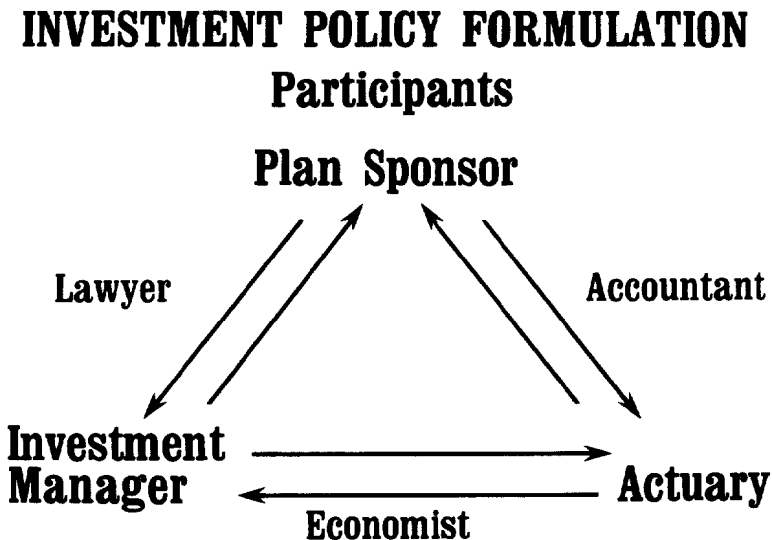 INVESTMENT POLICY FORMULATION
Participants
Plan Sponsor
Lawyer
Accountant
Investment
Manager
Actuary
Economist